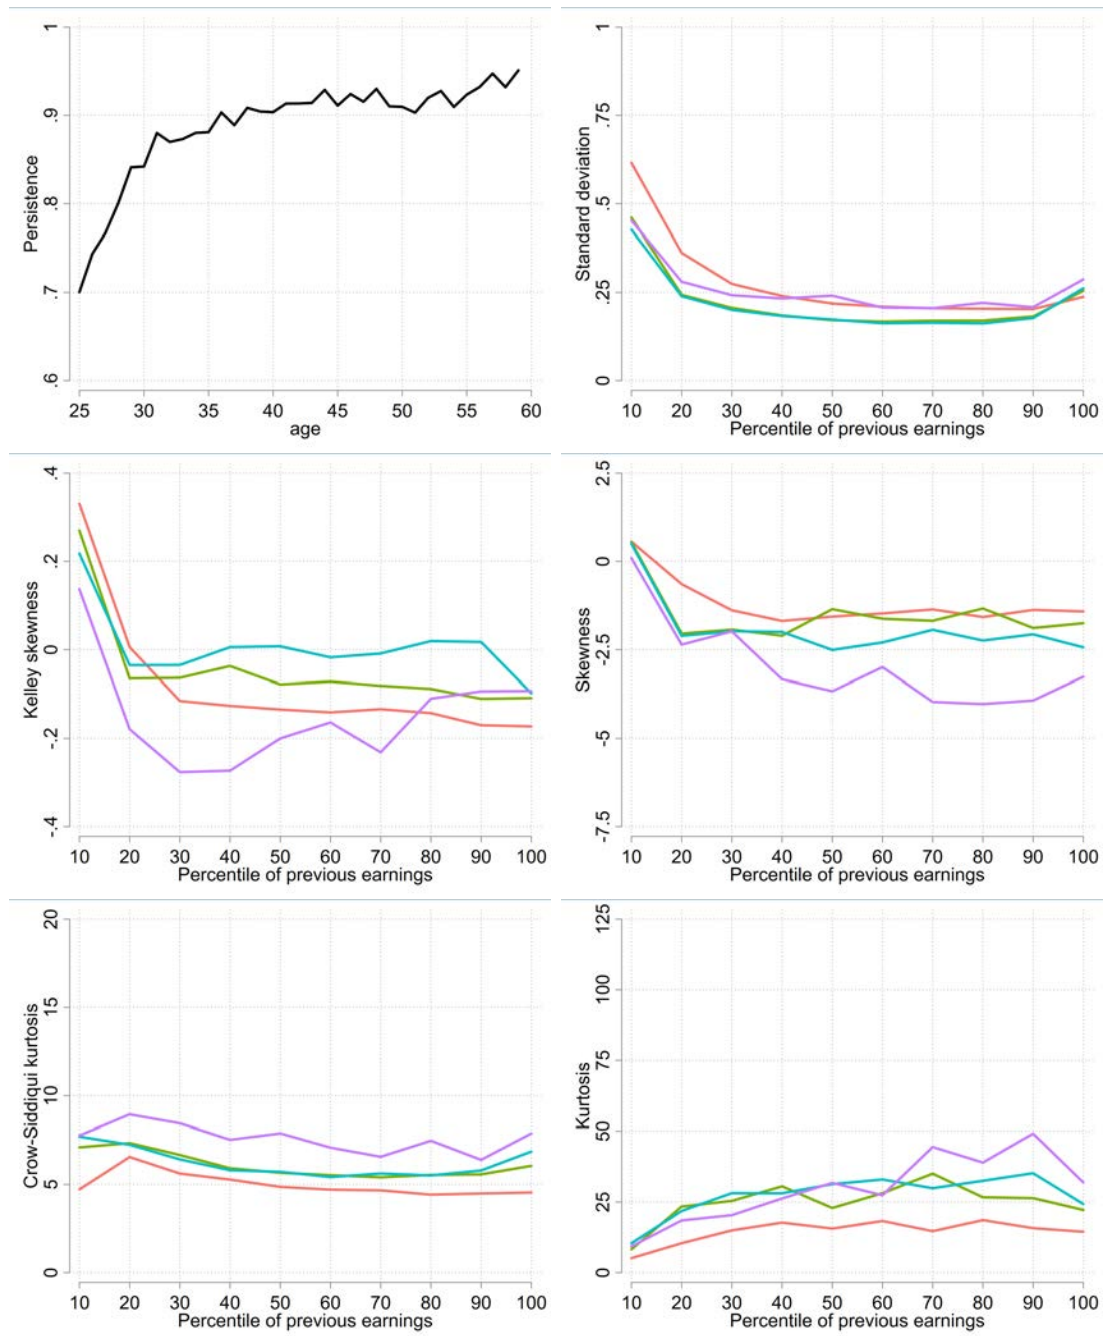 Persistence
1
.9
.8
.7
.6
25 30 35 40 45 50 55 60
age
Standard deviation
1
.75
.5
.25
0
10 20 30 40 50 60 70 80 90 100
Percentile of previous earnings
Kelley skewness
.4
.2
0
-.2
-.4
10 20 30 40 50 60 70 80 90 100
Percentile of previous earnings
Skewness
2.5
0
-2.5
-5
-7.5
10 20 30 40 50 60 70 80 90 100
Percentile of previous earnings
Crow-Siddiqui kurtosis
20
15
10
5
0
10 20 30 40 50 60 70 80 90 100
Percentile of previous earnings
Kurtosis
125
100
75
50
25
0
10 20 30 40 50 60 70 80 90 100
Percentile of previous earnings